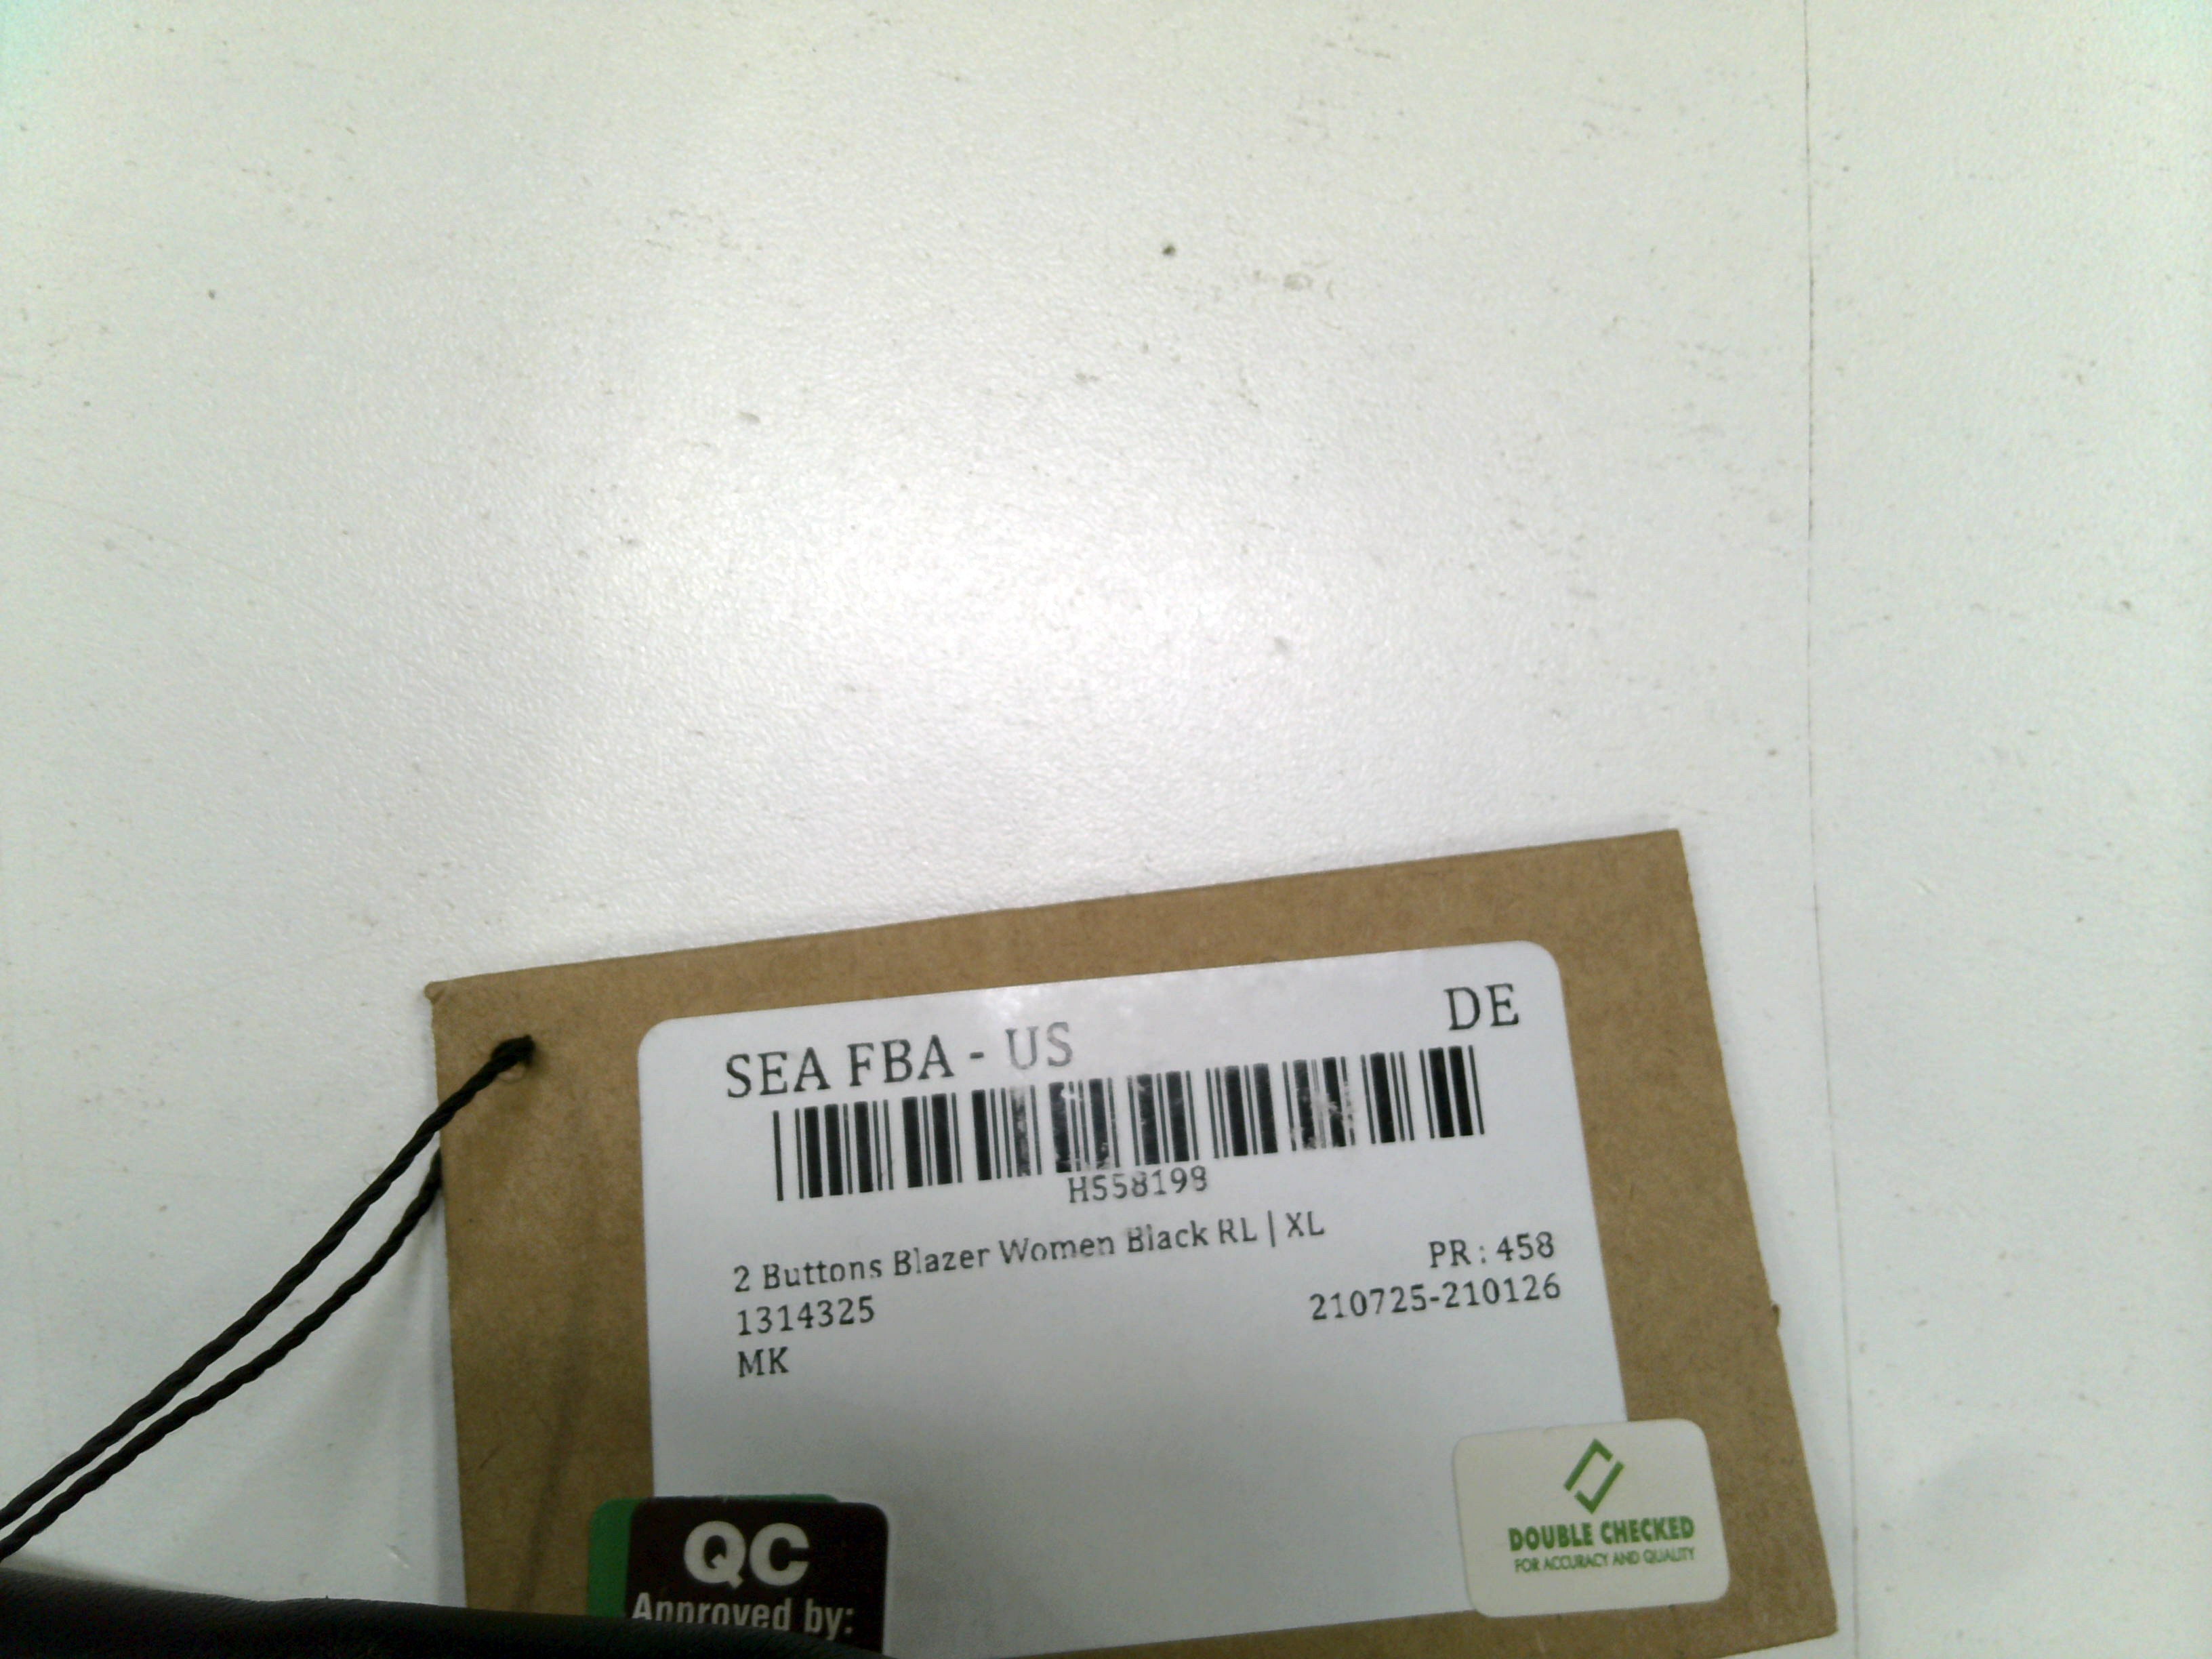 SEA FBA - US
DE
H558198
2 Buttons Blazer Women Black RL | XL
1314325
PR : 458
MK
210725-210126
QC
Approved by:
DOUBLE CHECKED
FOR ACCURACY AND QUALITY